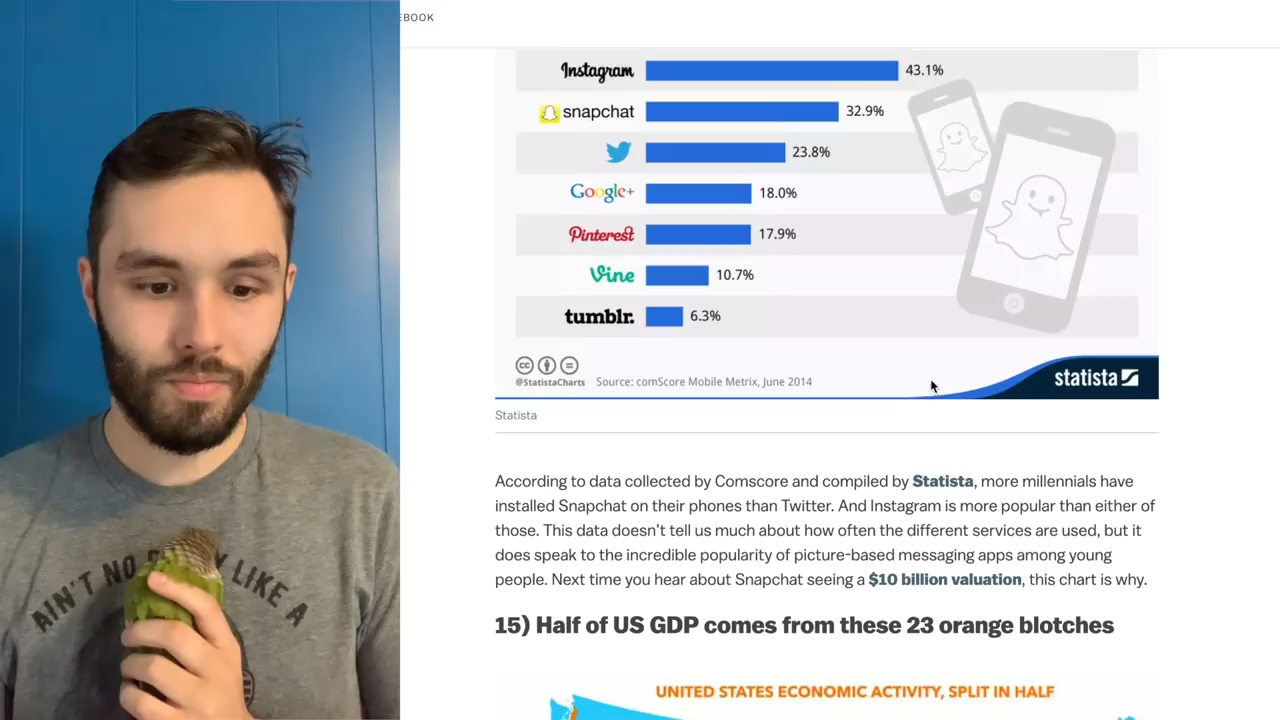 EBOOK
Instagram 43.1%
snapchat 32.9%
23.8%
Google+ 18.0%
Pinterest 17.9%
Vine 10.7%
tumblr. 6.3%
@StatistaCharts Source: comScore Mobile Metrix, June 2014
statista
Statista
According to data collected by Comscore and compiled by Statista, more millennials have
installed Snapchat on their phones than Twitter. And Instagram is more popular than either of
those. This data doesn't tell us much about how often the different services are used, but it
does speak to the incredible popularity of picture-based messaging apps among young
people. Next time you hear about Snapchat seeing a $10 billion valuation, this chart is why.
15) Half of US GDP comes from these 23 orange blotches
UNITED STATES ECONOMIC ACTIVITY, SPLIT IN HALF
AIN'T NO LIKE A